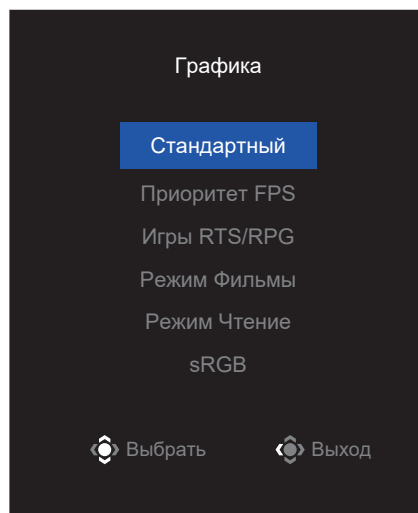 Графика
Стандартный
Приоритет FPS
Игры RTS/RPG
Режим Фильмы
Режим Чтение
sRGB
Выбрать Выход